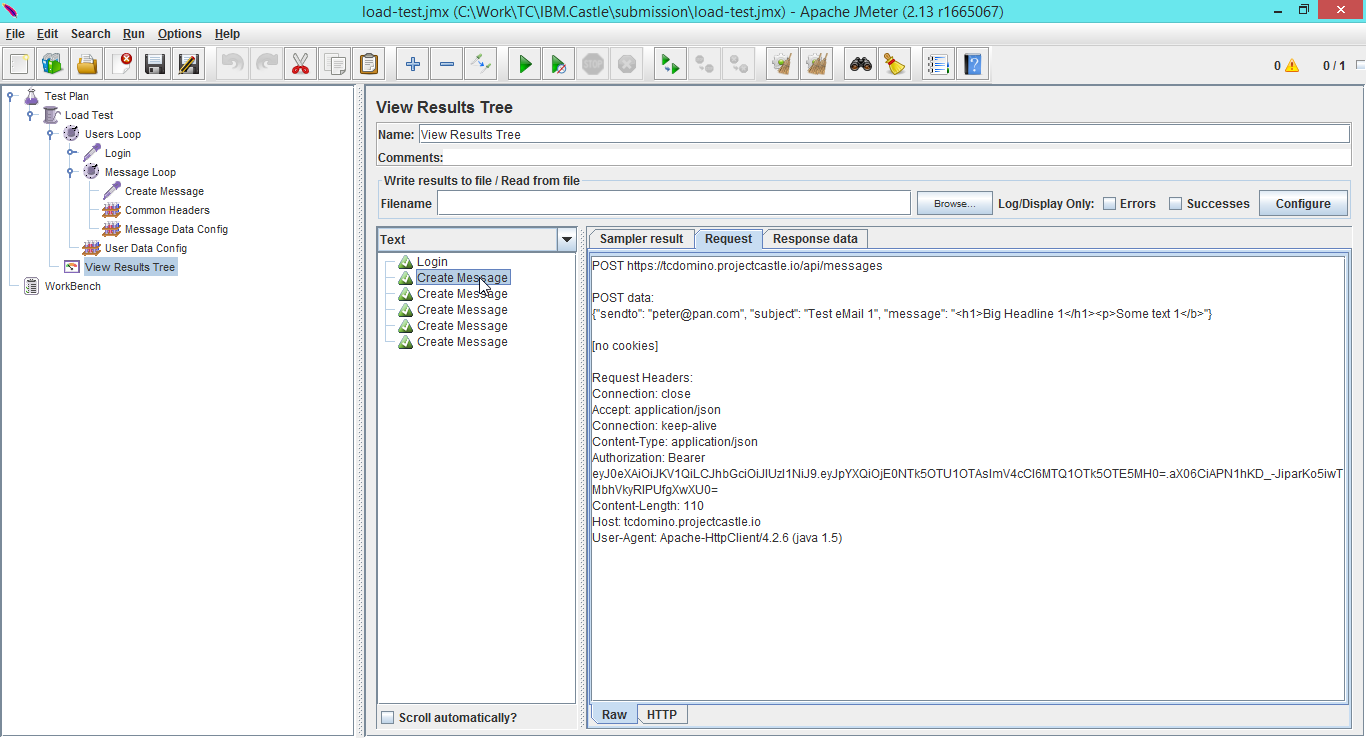 load-test.jmx (C:\Work\TC\IBM.Castle\submission\load-test.jmx) - Apache JMeter (2.13 r1665067)
File Edit Search Run Options Help
0 0 / 1
Test Plan
Load Test
Users Loop
Login
Message Loop
Create Message
Common Headers
Message Data Config
User Data Config
View Results Tree
WorkBench
View Results Tree
Name: View Results Tree
Comments:
Write results to file / Read from file
Filename Browse... Log/Display Only: Errors Successes Configure
Text
Login
Create Message
Create Message
Create Message
Create Message
Create Message
Scroll automatically?
Sampler result Request Response data
POST https://tcdomino.projectcastle.io/api/messages
POST data:
{"sendto": "peter@pan.com", "subject": "Test eMail 1", "message": "<h1>Big Headline 1</h1><p>Some text 1</b>"}
[no cookies]
Request Headers:
Connection: close
Accept: application/json
Connection: keep-alive
Content-Type: application/json
Authorization: Bearer
eyJ0eXAiOiJKV1QiLCJhbGciOiJIUzI1NiJ9.eyJpYXQiOjE0NTk5OTU1OTAsImV4cCI6MTQ1OTk5OTE5MH0=.aX06CiAPN1hKD_-JiparKo5iwT
MbhVkyRIPUfgXwXU0=
Content-Length: 110
Host: tcdomino.projectcastle.io
User-Agent: Apache-HttpClient/4.2.6 (java 1.5)
Raw HTTP